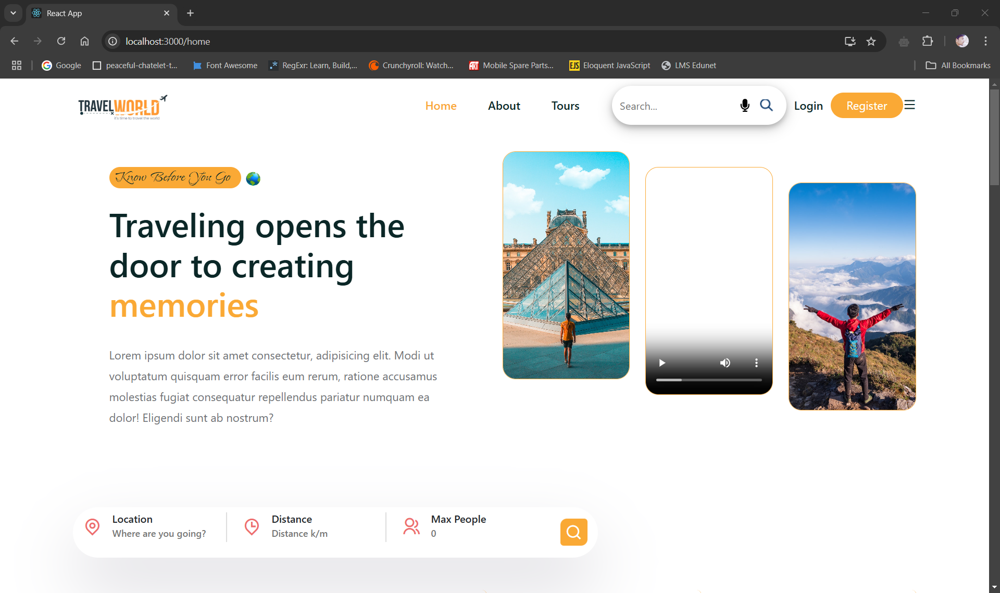 React App
localhost:3000/home
Google
peaceful-chatelet-t...
Font Awesome
RegExr: Learn, Build,...
Crunchyroll: Watch...
AKT
Mobile Spare Parts...
EJS
Eloquent JavaScript
LMS Edunet
All Bookmarks
TRAVELWORLD
it's time to travel the world
Home
About
Tours
Search...
Login
Register
Know Before You Go
Traveling opens the
door to creating
memories
Lorem ipsum dolor sit amet consectetur, adipisicing elit. Modi ut
voluptatum quisquam error facilis eum rerum, ratione accusamus
molestias fugiat consequatur repellendus pariatur numquam ea
dolor! Eligendi sunt ab nostrum?
Location
Where are you going?
Distance
Distance k/m
Max People
0